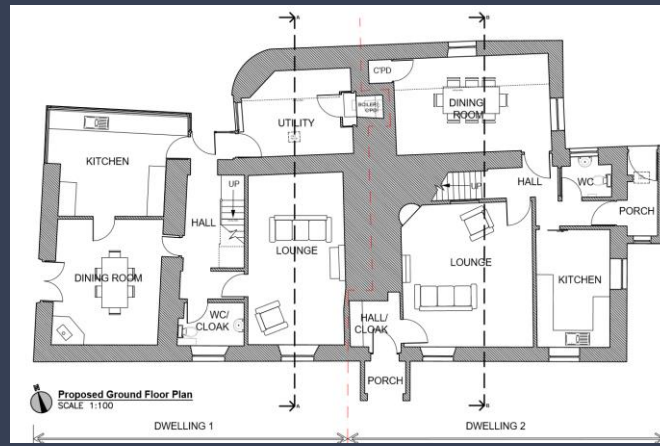 A
B
C'PD
BOILER
C'PD
DINING
ROOM
UTILITY
KITCHEN
UP
UP
HALL
WC
HALL
PORCH
LOUNGE
LOUNGE
DINING ROOM
KITCHEN
WC/
CLOAK
HALL/
CLOAK
PORCH
N
Proposed Ground Floor Plan
SCALE 1:100
A
B
DWELLING 1
DWELLING 2